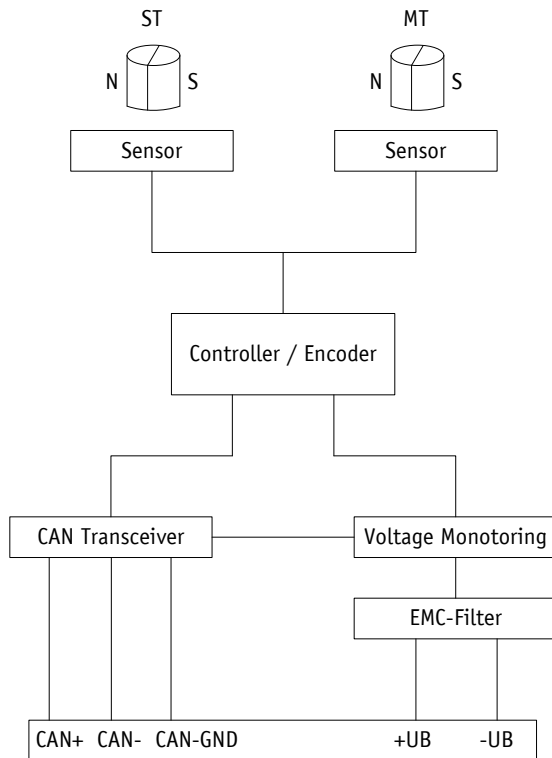 ST MT
N S N S
Sensor Sensor
Controller / Encoder
CAN Transceiver Voltage Monotoring
EMC-Filter
CAN+ CAN- CAN-GND +UB -UB